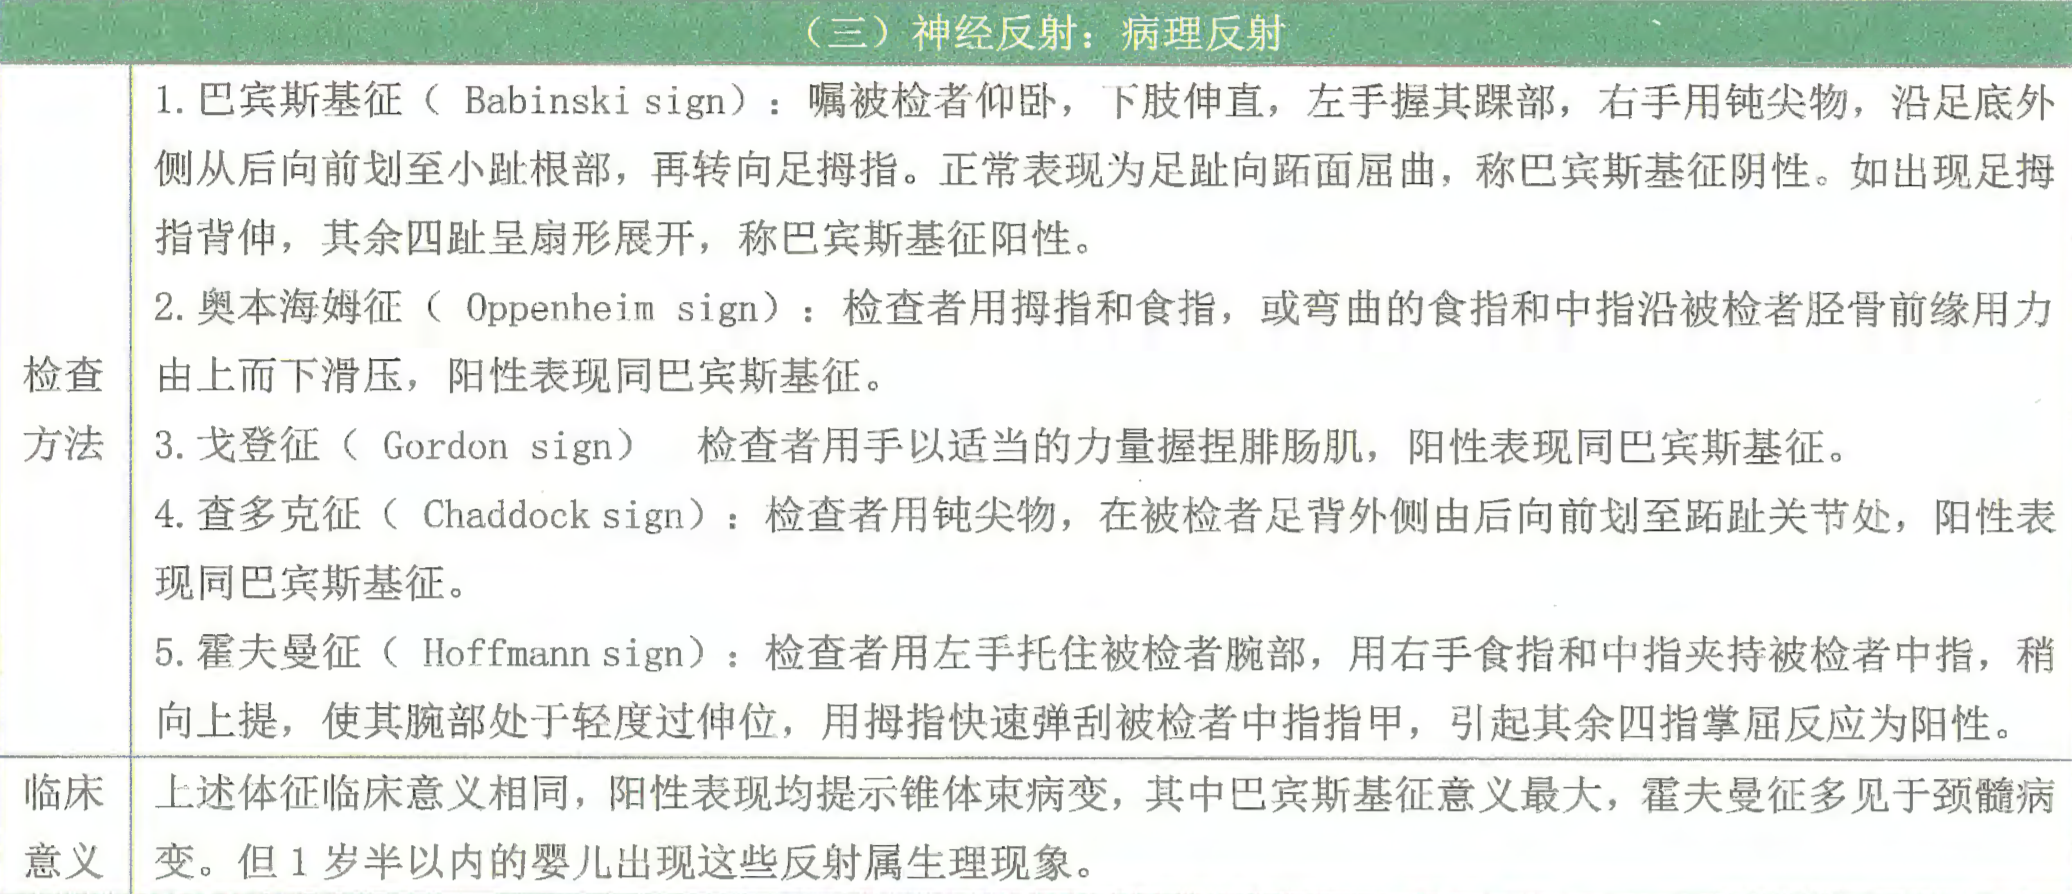 （三）神经反射：病理反射
1.巴宾斯基征（ Babinski sign）：嘱被检者仰卧，下肢伸直，左手握其踝部，右手用钝尖物，沿足底外
侧从后向前划至小趾根部，再转向足拇指。正常表现为足趾向跖面屈曲，称巴宾斯基征阴性。如出现足拇
指背伸，其余四趾呈扇形展开，称巴宾斯基征阳性。
2.奥本海姆征（ Oppenheim sign）：检查者用拇指和食指，或弯曲的食指和中指沿被检者胫骨前缘用力
由上而下滑压，阳性表现同巴宾斯基征。
3.戈登征（ Gordon sign） 检查者用手以适当的力量握捏腓肠肌，阳性表现同巴宾斯基征。
4.查多克征（ Chaddock sign）：检查者用钝尖物，在被检者足背外侧由后向前划至跖趾关节处，阳性表
现同巴宾斯基征。
5.霍夫曼征（ Hoffmann sign）：检查者用左手托住被检者腕部，用右手食指和中指夹持被检者中指，稍
向上提，使其腕部处于轻度过伸位，用拇指快速弹刮被检者中指指甲，引起其余四指掌屈反应为阳性。
检查
方法
上述体征临床意义相同，阳性表现均提示锥体束病变，其中巴宾斯基征意义最大，霍夫曼征多见于颈髓病
变。但1岁半以内的婴儿出现这些反射属生理现象。
临床
意义